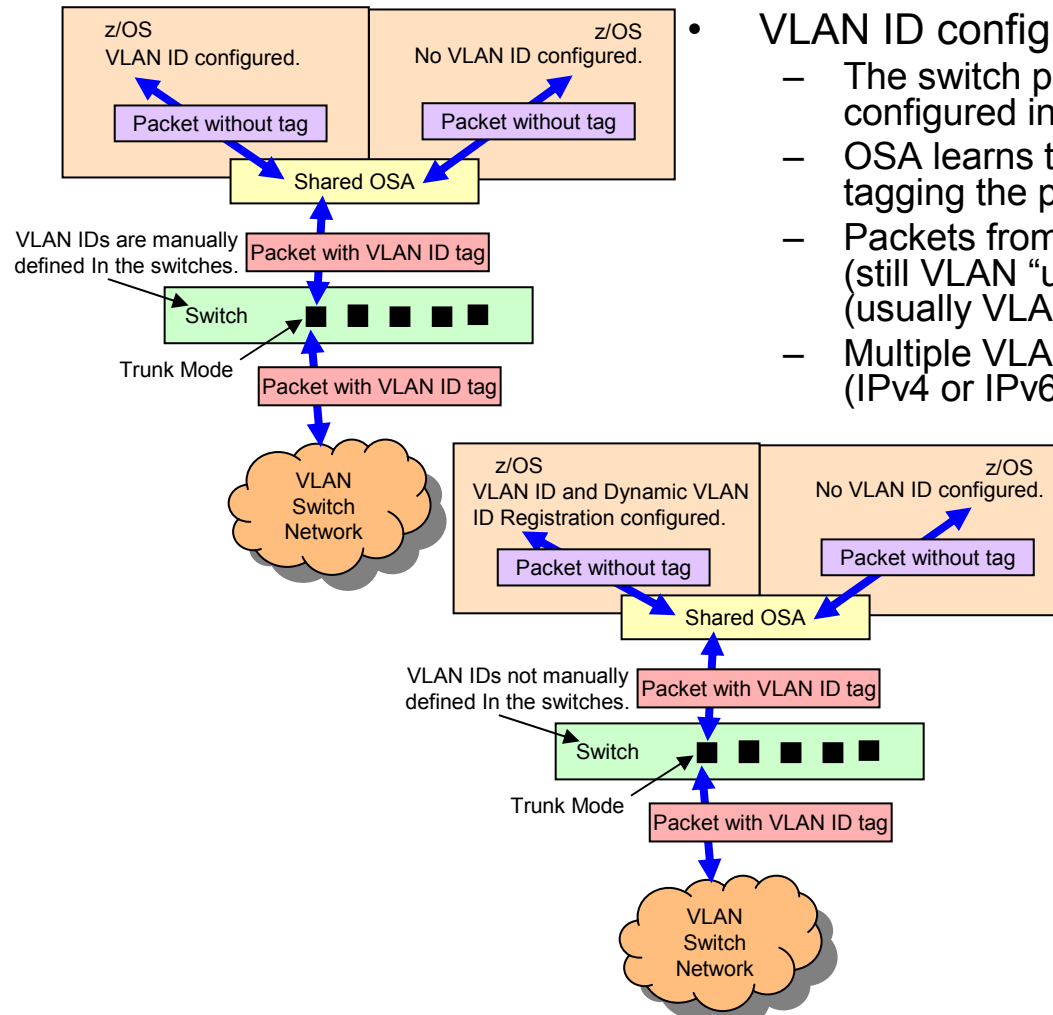 z/OS
VLAN ID configured.
z/OS
No VLAN ID configured.
Packet without tag
Packet without tag
Shared OSA
VLAN IDs are manually
defined In the switches.
Packet with VLAN ID tag
Switch
Trunk Mode
Packet with VLAN ID tag
VLAN
Switch
Network
• VLAN ID config
– The switch p
configured in
– OSA learns t
tagging the p
– Packets from
(still VLAN “u
(usually VLA
– Multiple VLA
(IPv4 or IPv6
z/OS
VLAN ID and Dynamic VLAN
ID Registration configured.
z/OS
No VLAN ID configured.
Packet without tag
Packet without tag
Shared OSA
VLAN IDs not manually
defined In the switches.
Packet with VLAN ID tag
Switch
Trunk Mode
Packet with VLAN ID tag
VLAN
Switch
Network